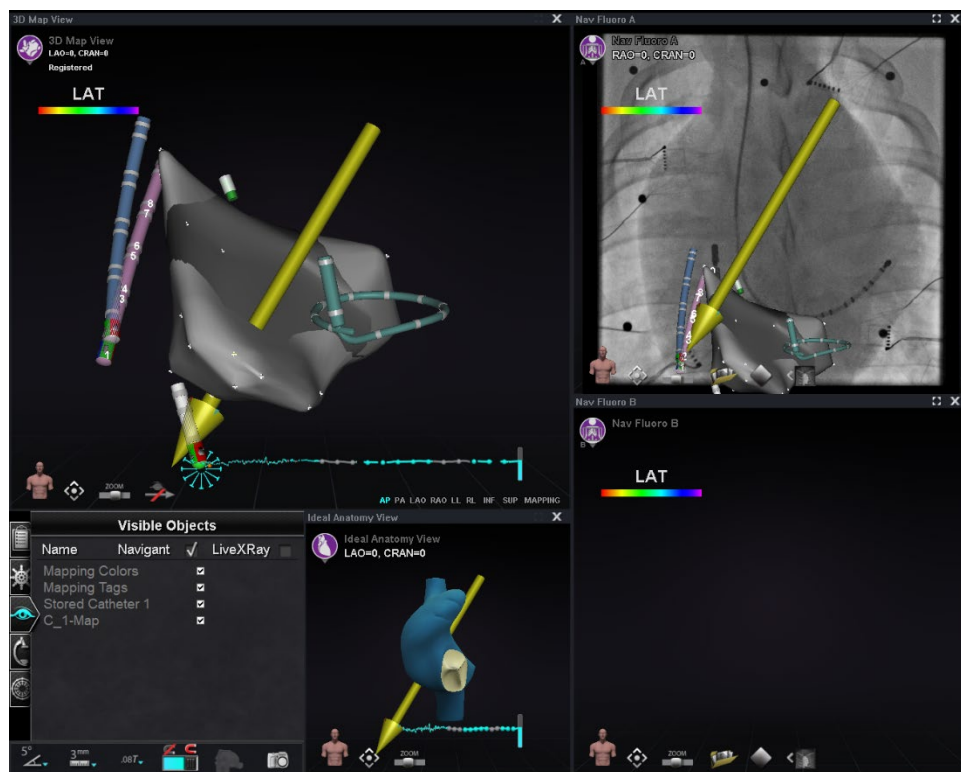 3D Map View
3D Map View
LAO=0, CRAN=0
Registered
LAT
8
7
6
5
4
3
1
ZOOM
AP PA LAO RAO LL RL INF SUP MAPPING
Nav Fluoro A
Nav Fluoro A
RAO=0, CRAN=0
A
LAT
3
2
Nav Fluoro B
Nav Fluoro B
B
LAT
ZOOM
Visible Objects
Name Navigant LiveXRay
Mapping Colors
Mapping Tags
Stored Catheter 1
C_1-Map
5°
3mm
.08T
Ideal Anatomy View
Ideal Anatomy View
LAO=0, CRAN=0
ZOOM